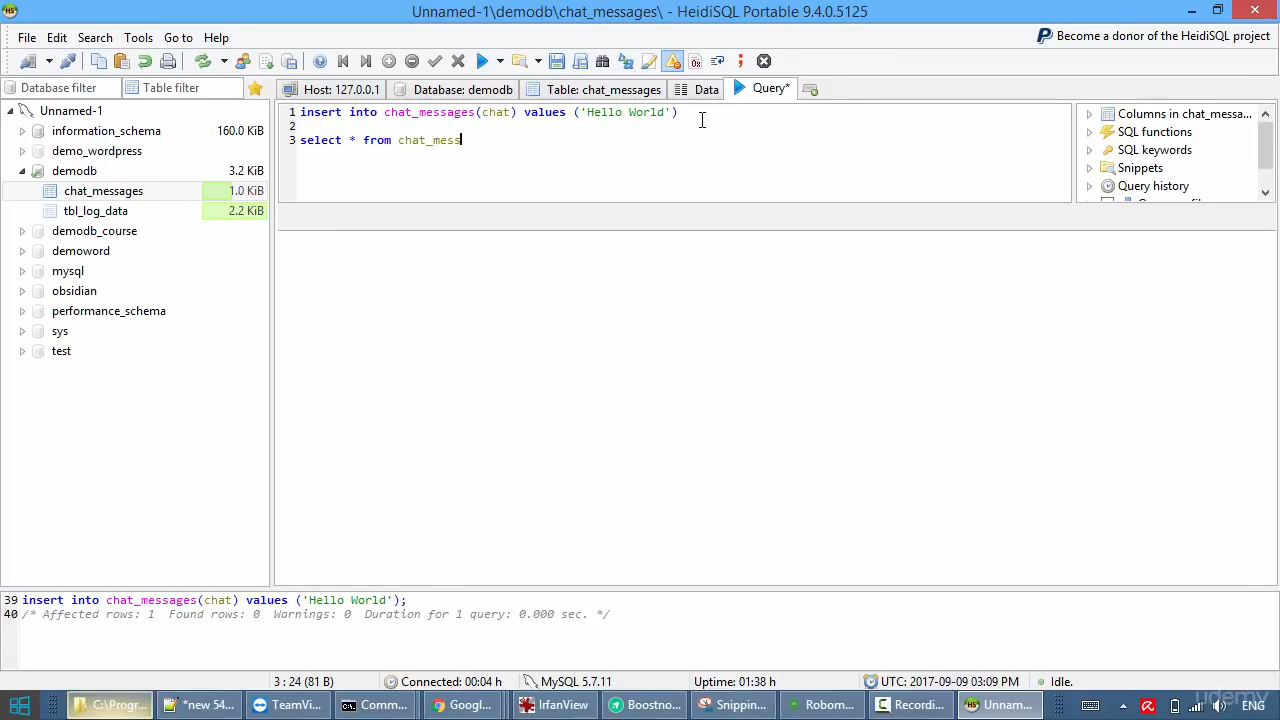 Unnamed-1\demodb\chat_messages\ - HeidiSQL Portable 9.4.0.5125
File Edit Search Tools Go to Help
Become a donor of the HeidiSQL project
Database filter Table filter
Host: 127.0.0.1 Database: demodb Table: chat_messages Data Query*
Unnamed-1
information_schema 160.0 KiB
demo_wordpress
demodb 3.2 KiB
chat_messages 1.0 KiB
tbl_log_data 2.2 KiB
demodb_course
demoword
mysql
obsidian
performance_schema
sys
test
1 insert into chat_messages(chat) values ('Hello World')
2
3 select * from chat_mess
Columns in chat_messa...
SQL functions
SQL keywords
Snippets
Query history
39 insert into chat_messages(chat) values ('Hello World');
40 /* Affected rows: 1 Found rows: 0 Warnings: 0 Duration for 1 query: 0.000 sec. */
3 : 24 (81 B) Connected: 00:04 h MySQL 5.7.11 Uptime: 01:38 h UTC: 2017-09-09 03:09 PM Idle.
C:\Progr... *new 54... TeamVi... Comm... Googl... IrfanView Boostno... Snippin... Robom... Recordi... Unnam... ENG
udemy